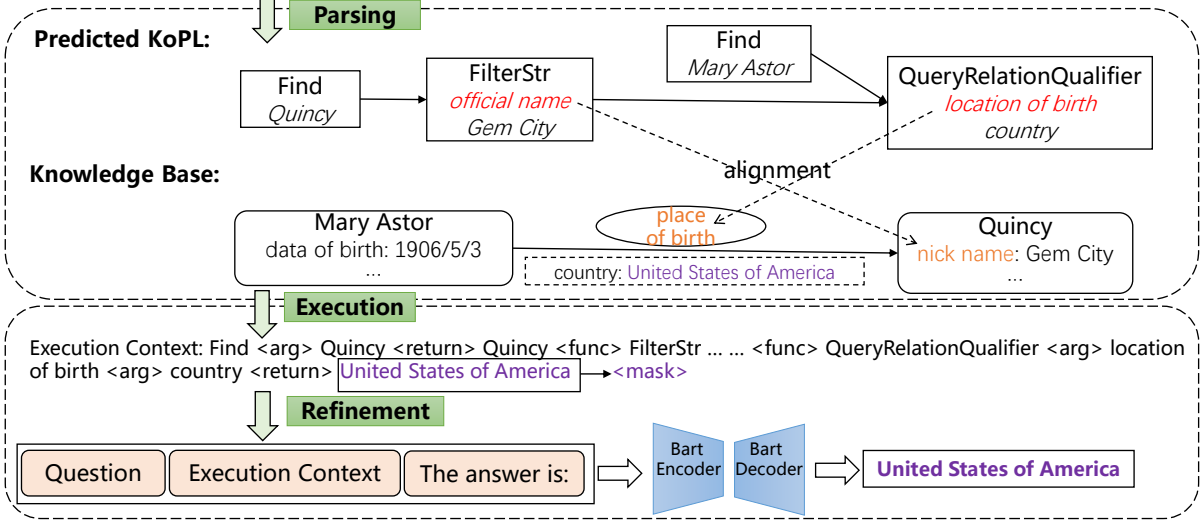 Parsing
Predicted KoPL:
Find
Quincy
FilterStr
official name
Gem City
Find
Mary Astor
QueryRelationQualifier
location of birth
country
alignment
Knowledge Base:
Mary Astor
data of birth: 1906/5/3
...
place
of birth
country: United States of America
Quincy
nick name: Gem City
...
Execution
Execution Context: Find <arg> Quincy <return> Quincy <func> FilterStr ... ... <func> QueryRelationQualifier <arg> location
of birth <arg> country <return> United States of America <mask>
Refinement
Question
Execution Context
The answer is:
Bart
Encoder
Bart
Decoder
United States of America